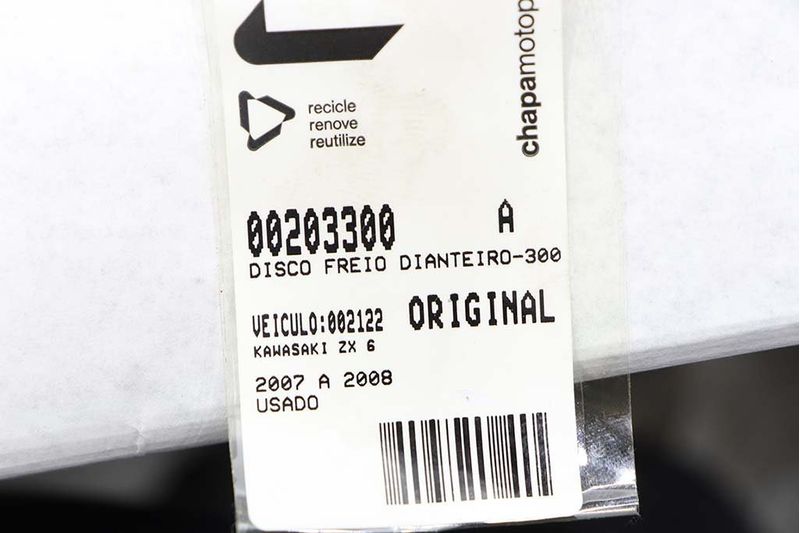 recicle
renove
reutilize
chapamotop
00203300 A
DISCO FREIO DIANTEIRO-300
VEICULO:002122 ORIGINAL
KAWASAKI ZX 6
2007 A 2008
USADO